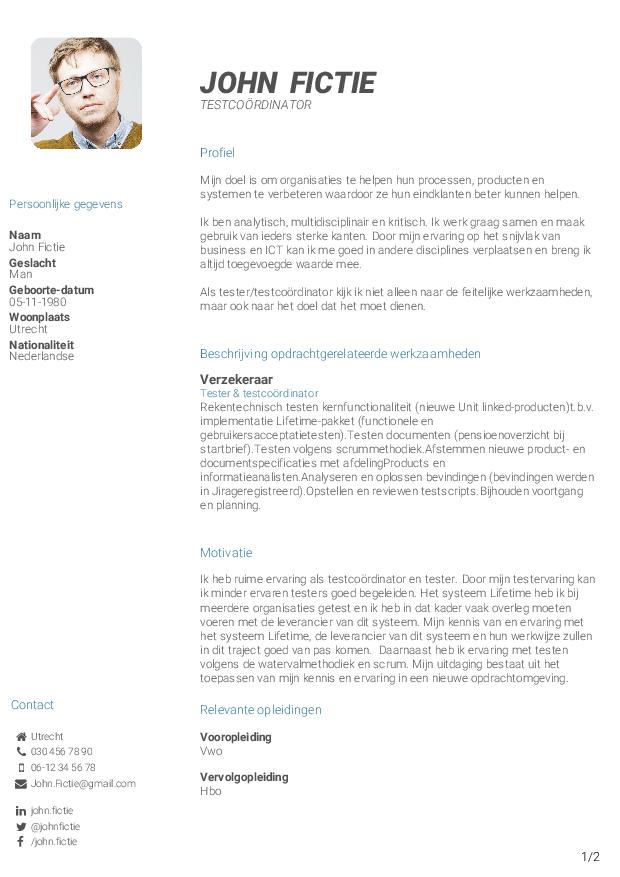 JOHN FICTIE
TESTCOÖRDINATOR
Persoonlijke gegevens
Naam
John Fictie
Geslacht
Man
Geboorte-datum
05-11-1980
Woonplaats
Utrecht
Nationaliteit
Nederlandse
Contact
Utrecht
030 456 78 90
06-12 34 56 78
John.Fictie@gmail.com
john.fictie
@johnfictie
/john.fictie
Profiel
Mijn doel is om organisaties te helpen hun processen, producten en
systemen te verbeteren waardoor ze hun eindklanten beter kunnen helpen.
Ik ben analytisch, multidisciplinair en kritisch. Ik werk graag samen en maak
gebruik van ieders sterke kanten. Door mijn ervaring op het snijvlak van
business en ICT kan ik me goed in andere disciplines verplaatsen en breng ik
altijd toegevoegde waarde mee.
Als tester/testcoördinator kijk ik niet alleen naar de feitelijke werkzaamheden,
maar ook naar het doel dat het moet dienen.
Beschrijving opdrachtgerelateerde werkzaamheden
Verzekeraar
Tester & testcoördinator
Rekentechnisch testen kernfunctionaliteit (nieuwe Unit linked-producten)t.b.v.
implementatie Lifetime-pakket (functionele en
gebruikersacceptatietesten).Testen documenten (pensioenoverzicht bij
startbrief).Testen volgens scrummethodiek.Afstemmen nieuwe product- en
documentspecificaties met afdelingProducts en
informatieanalisten.Analyseren en oplossen bevindingen (bevindingen werden
in Jirageregistreerd).Opstellen en reviewen testscripts.Bijhouden voortgang
en planning.
Motivatie
Ik heb ruime ervaring als testcoördinator en tester. Door mijn testervaring kan
ik minder ervaren testers goed begeleiden. Het systeem Lifetime heb ik bij
meerdere organisaties getest en ik heb in dat kader vaak overleg moeten
voeren met de leverancier van dit systeem. Mijn kennis van en ervaring met
het systeem Lifetime, de leverancier van dit systeem en hun werkwijze zullen
in dit traject goed van pas komen. Daarnaast heb ik ervaring met testen
volgens de watervalmethodiek en scrum. Mijn uitdaging bestaat uit het
toepassen van mijn kennis en ervaring in een nieuwe opdrachtomgeving.
Relevante opleidingen
Vooropleiding
Vwo
Vervolgopleiding
Hbo
1/2